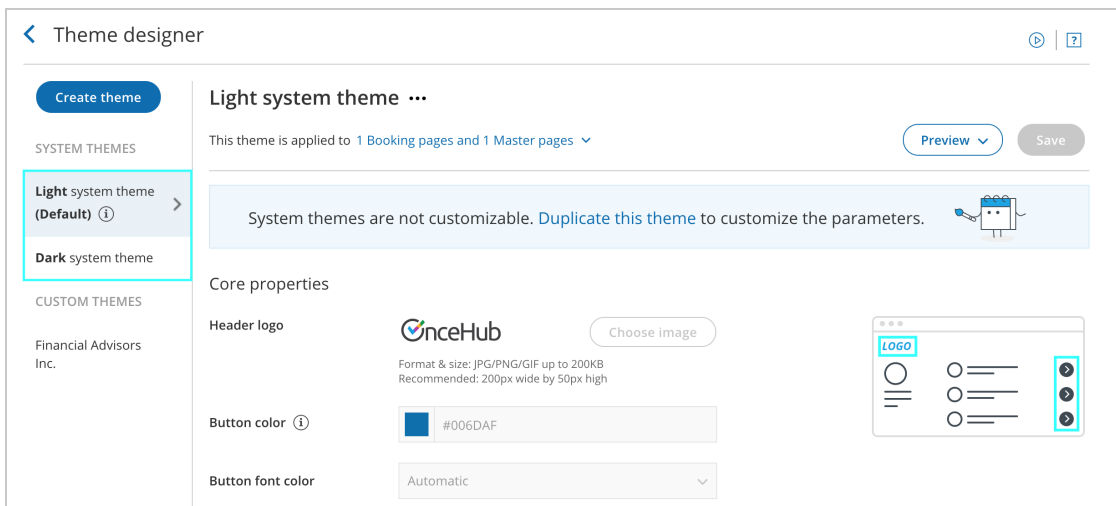 Theme designer
?
Create theme
SYSTEM THEMES
Light system theme
(Default) i
Dark system theme
CUSTOM THEMES
Financial Advisors
Inc.
Light system theme ...
This theme is applied to 1 Booking pages and 1 Master pages
Preview
Save
System themes are not customizable. Duplicate this theme to customize the parameters.
Core properties
Header logo
OnceHub
Choose image
Format & size: JPG/PNG/GIF up to 200KB
Recommended: 200px wide by 50px high
LOGO
Button color i
#006DAF
Button font color
Automatic